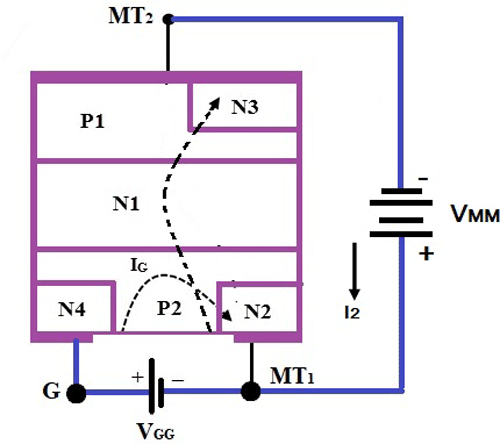 MT2
P1
N3
N1
-
VMM
+
IG
I2
N4
P2
N2
G
+
–
MT1
VGG